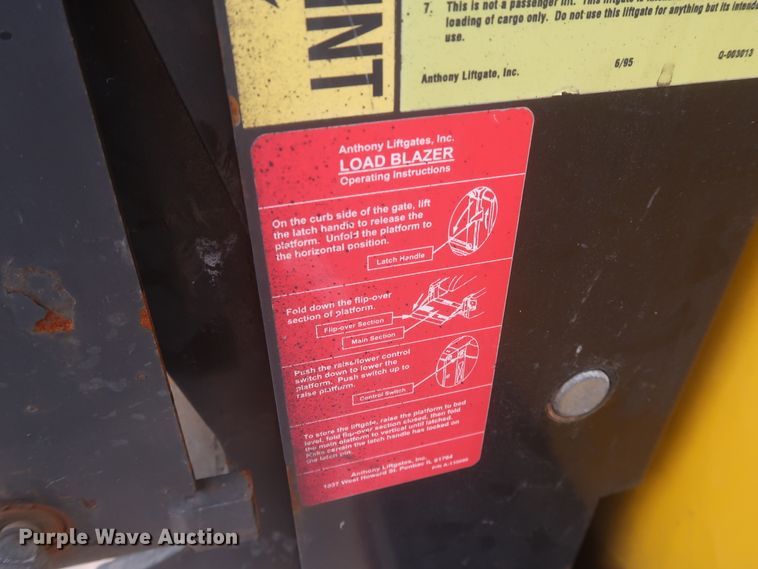 INT
7. This is not a passenger lift. This liftgate is
loading of cargo only. Do not use this liftgate for anything but its
use.
Anthony Liftgate, Inc.
6/95
Q-003013
Anthony Liftgates, Inc.
LOAD BLAZER
Operating Instructions
On the curb side of the gate, lift
the latch handle to release the
platform. Unfold the platform to
the horizontal position.
Latch Handle
Fold down the flip-over
section of platform.
Flip-over Section
Main Section
Push the raise/lower control
switch down to lower the
platform. Push switch up to
raise platform.
Control Switch
To store the liftgate, raise the platform to bed
level, fold flip-over section closed, then fold
the main platform to vertical until latched.
Make certain the latch handle has locked on
the latch pin.
Anthony Liftgates, Inc.
1037 West Howard St. Pontiac IL 61764
Purple Wave Auction